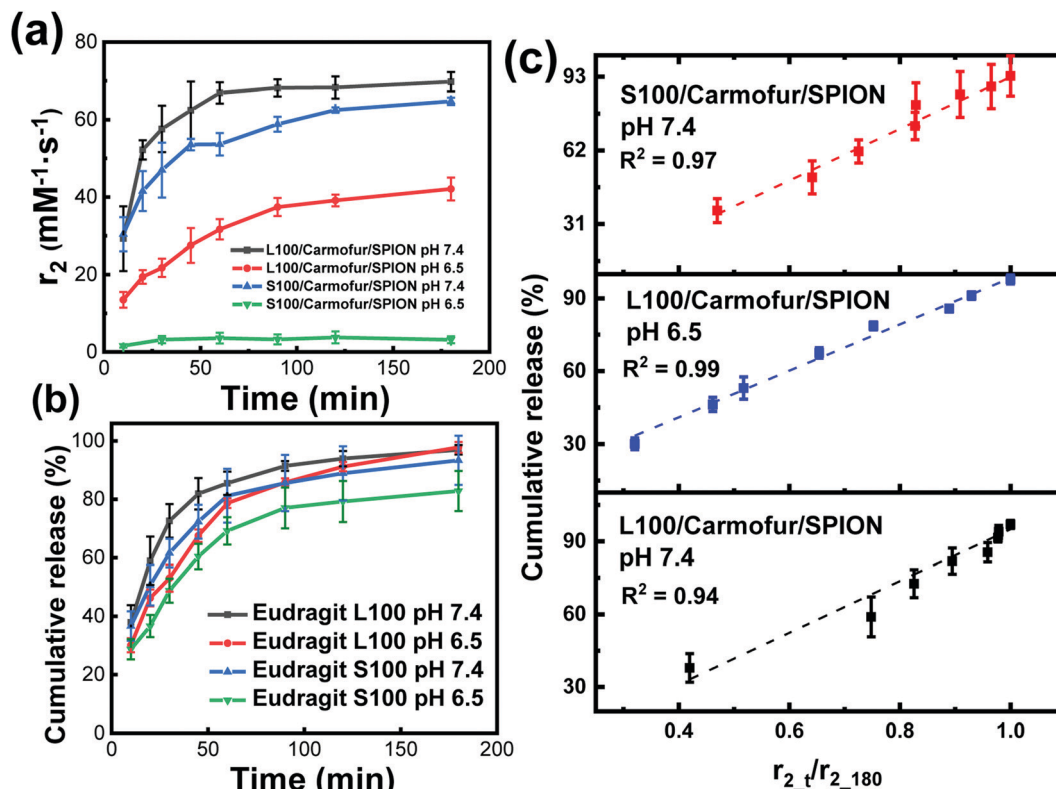 (a)
80
60
40
20
0
r₂ (mM⁻¹·s⁻¹)
L100/Carmofur/SPION pH 7.4
L100/Carmofur/SPION pH 6.5
S100/Carmofur/SPION pH 7.4
S100/Carmofur/SPION pH 6.5
0 50 100 150 200
Time (min)
(b)
100
80
60
40
20
0
Cumulative release (%)
Eudragit L100 pH 7.4
Eudragit L100 pH 6.5
Eudragit S100 pH 7.4
Eudragit S100 pH 6.5
0 50 100 150 200
Time (min)
(c)
93
62
31
S100/Carmofur/SPION
pH 7.4
R² = 0.97
90
60
30
L100/Carmofur/SPION
pH 6.5
R² = 0.99
90
60
30
L100/Carmofur/SPION
pH 7.4
R² = 0.94
Cumulative release (%)
0.4 0.6 0.8 1.0
r₂_t/r₂_180